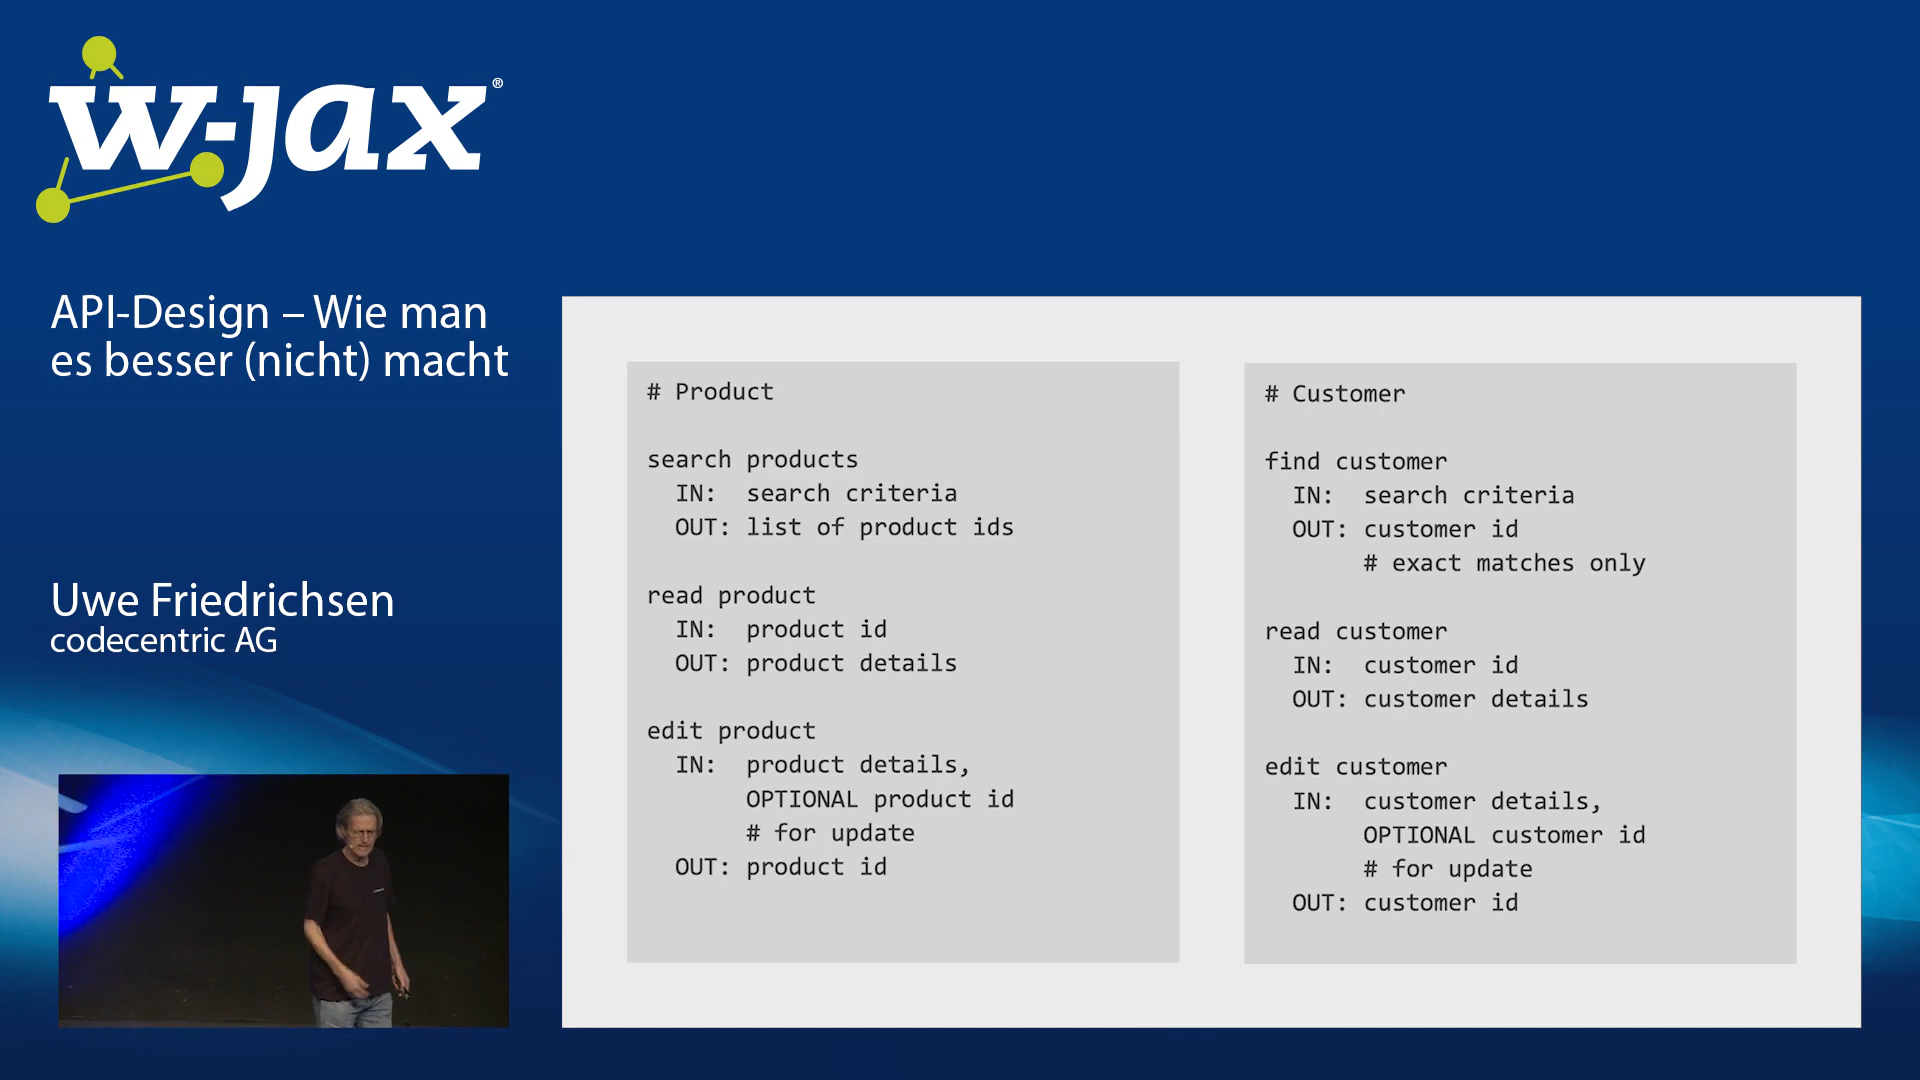 w-jax®
API-Design – Wie man
es besser (nicht) macht
Uwe Friedrichsen
codecentric AG
# Product
search products
IN: search criteria
OUT: list of product ids
read product
IN: product id
OUT: product details
edit product
IN: product details,
OPTIONAL product id
# for update
OUT: product id
# Customer
find customer
IN: search criteria
OUT: customer id
# exact matches only
read customer
IN: customer id
OUT: customer details
edit customer
IN: customer details,
OPTIONAL customer id
# for update
OUT: customer id